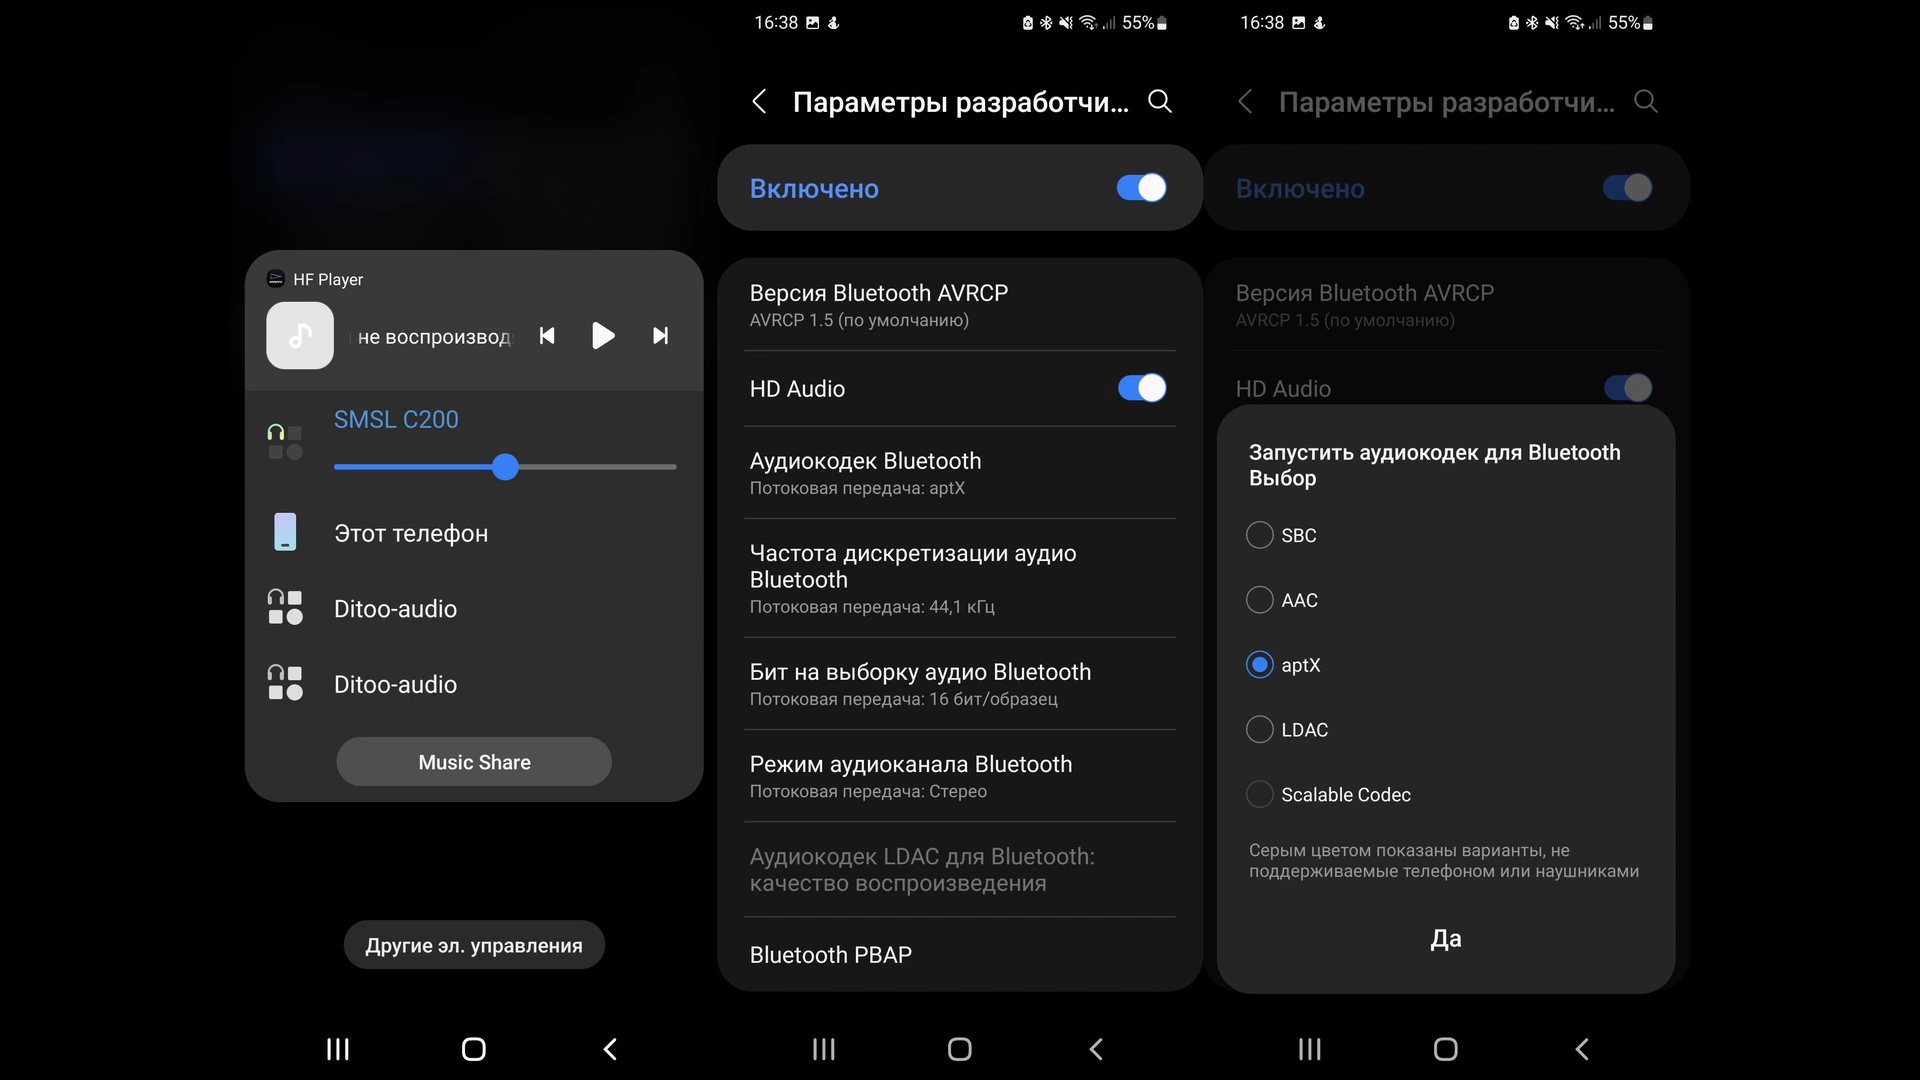 HF Player
не воспроизвод
SMSL C200
Этот телефон
Ditoo-audio
Ditoo-audio
Music Share
Другие эл. управления
16:38
55%
Параметры разработчи...
Включено
Версия Bluetooth AVRCP
AVRCP 1.5 (по умолчанию)
HD Audio
Аудиокодек Bluetooth
Потоковая передача: aptX
Частота дискретизации аудио
Bluetooth
Потоковая передача: 44,1 кГц
Бит на выборку аудио Bluetooth
Потоковая передача: 16 бит/образец
Режим аудиоканала Bluetooth
Потоковая передача: Стерео
Аудиокодек LDAC для Bluetooth:
качество воспроизведения
Bluetooth PBAP
16:38
55%
Параметры разработчи...
Включено
Версия Bluetooth AVRCP
AVRCP 1.5 (по умолчанию)
HD Audio
Запустить аудиокодек для Bluetooth
Выбор
SBC
AAC
aptX
LDAC
Scalable Codec
Серым цветом показаны варианты, не
поддерживаемые телефоном или наушниками
Да